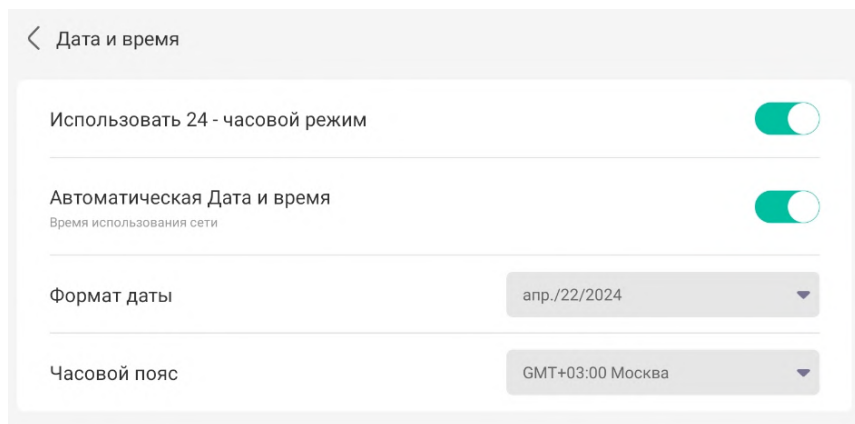 Дата и время
Использовать 24 - часовой режим
Автоматическая Дата и время
Время использования сети
Формат даты
апр./22/2024
Часовой пояс
GMT+03:00 Москва